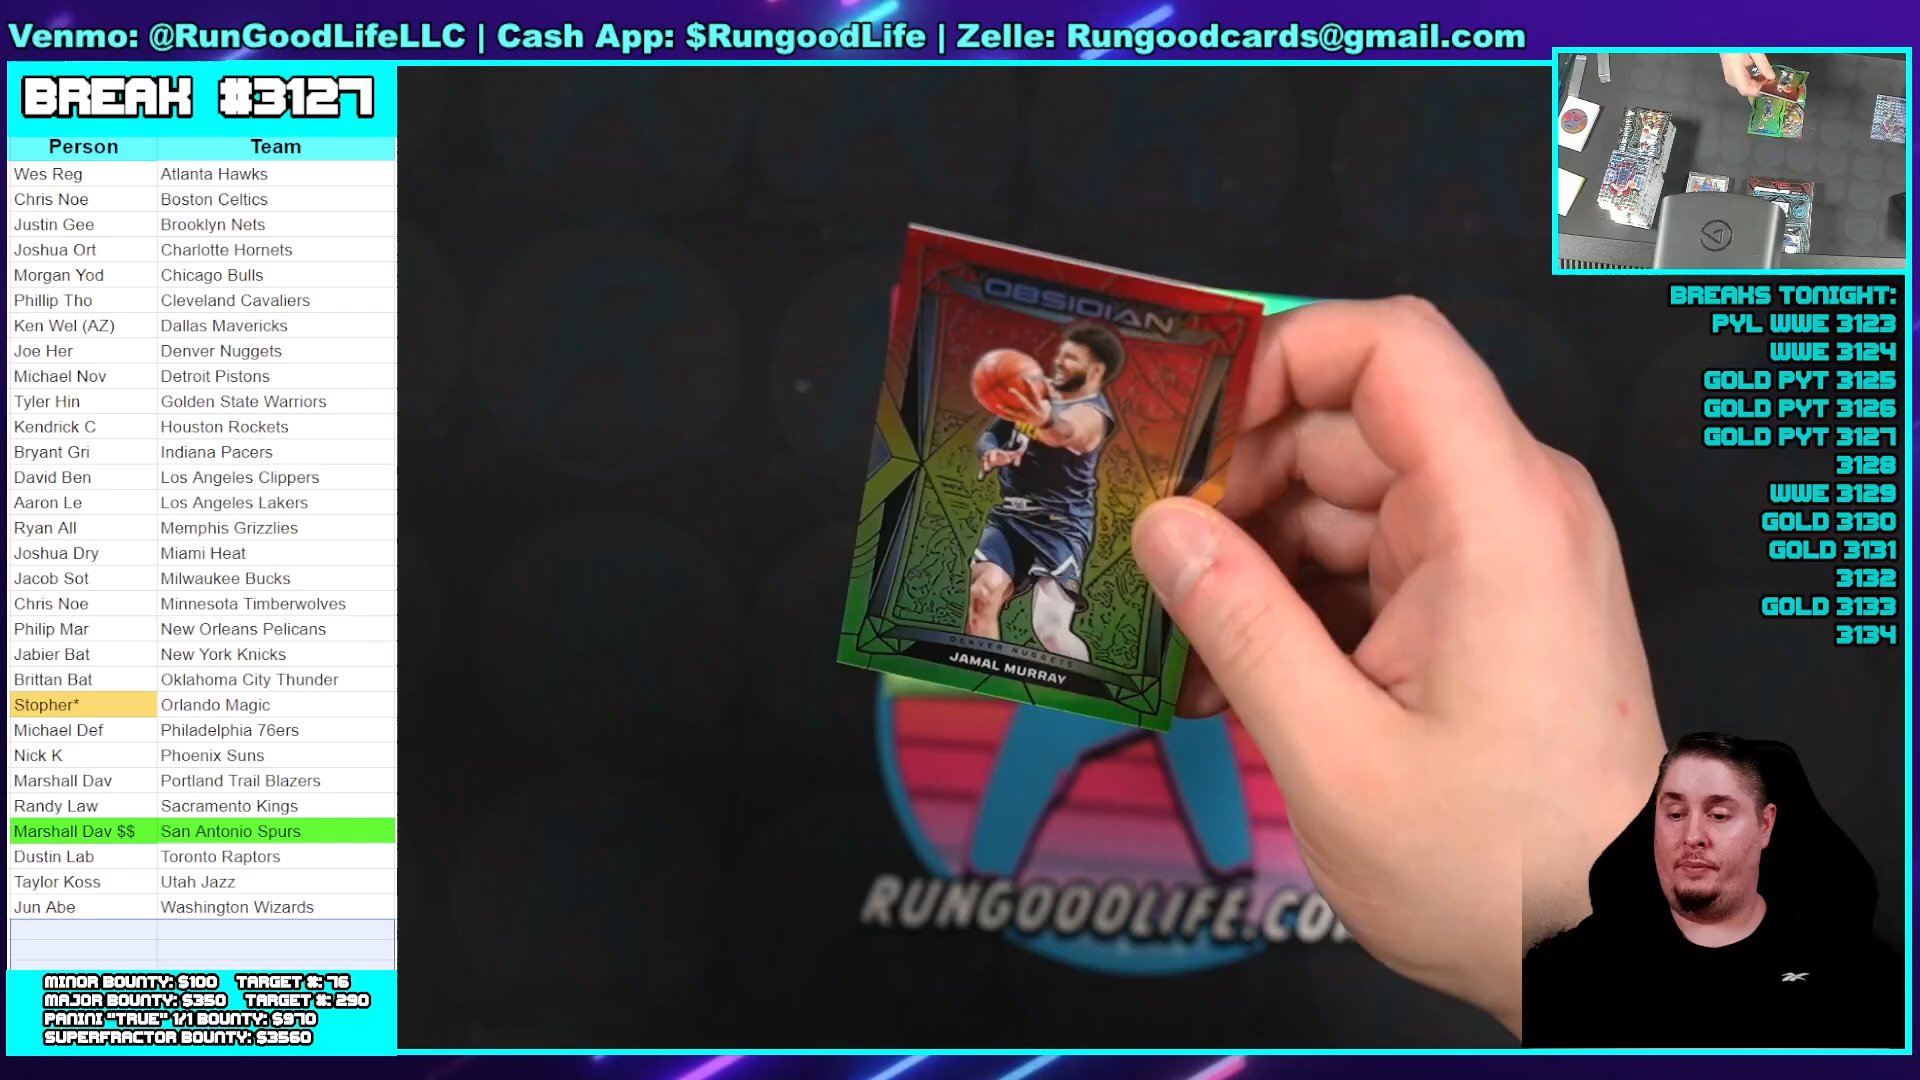 Venmo: @RunGoodLifeLLC | Cash App: $RungoodLife | Zelle: Rungoodcards@gmail.com
BREAK #3127
Person Team
Wes Reg Atlanta Hawks
Chris Noe Boston Celtics
Justin Gee Brooklyn Nets
Joshua Ort Charlotte Hornets
Morgan Yod Chicago Bulls
Phillip Tho Cleveland Cavaliers
Ken Wel (AZ) Dallas Mavericks
Joe Her Denver Nuggets
Michael Nov Detroit Pistons
Tyler Hin Golden State Warriors
Kendrick C Houston Rockets
Bryant Gri Indiana Pacers
David Ben Los Angeles Clippers
Aaron Le Los Angeles Lakers
Ryan All Memphis Grizzlies
Joshua Dry Miami Heat
Jacob Sot Milwaukee Bucks
Chris Noe Minnesota Timberwolves
Philip Mar New Orleans Pelicans
Jabier Bat New York Knicks
Brittan Bat Oklahoma City Thunder
Stopher* Orlando Magic
Michael Def Philadelphia 76ers
Nick K Phoenix Suns
Marshall Dav Portland Trail Blazers
Randy Law Sacramento Kings
Marshall Dav $$ San Antonio Spurs
Dustin Lab Toronto Raptors
Taylor Koss Utah Jazz
Jun Abe Washington Wizards
MINOR BOUNTY: $100 TARGET #: 76
MAJOR BOUNTY: $350 TARGET #: 290
PANINI "TRUE" 1/1 BOUNTY: $970
SUPERFRACTOR BOUNTY: $3560
OBSIDIAN
DENVER NUGGETS
JAMAL MURRAY
RUNGOODLIFE.CO
BREAKS TONIGHT:
PYL WWE 3123
WWE 3124
GOLD PYT 3125
GOLD PYT 3126
GOLD PYT 3127
3128
WWE 3129
GOLD 3130
GOLD 3131
3132
GOLD 3133
3134